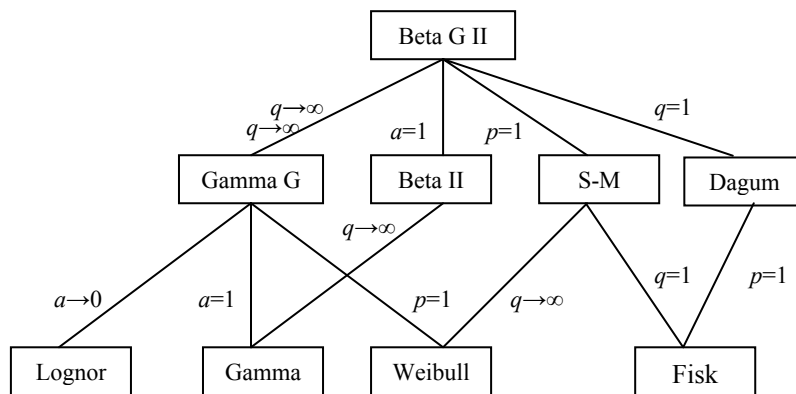 Beta G II
q→∞
q→∞
a=1
p=1
q=1
Gamma G
Beta II
S-M
Dagum
q→∞
a→0
a=1
p=1
q→∞
q=1
p=1
Lognor
Gamma
Weibull
Fisk